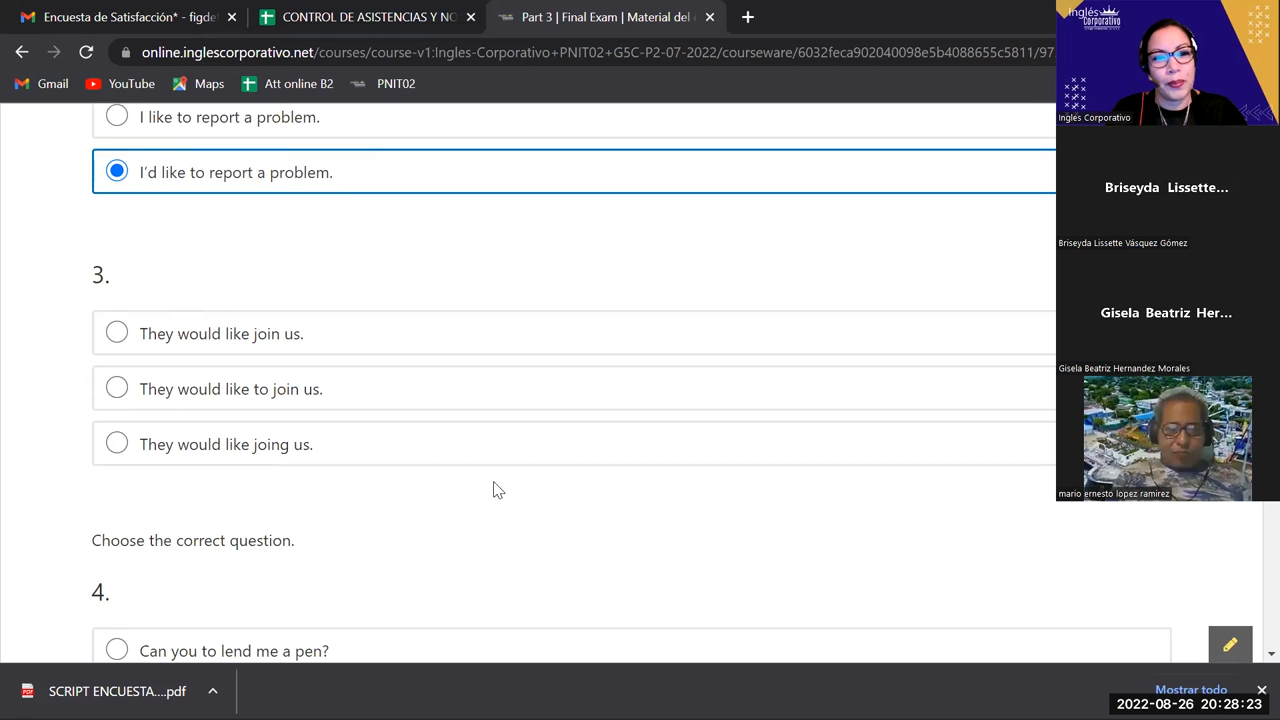 Encuesta de Satisfacción* - figde
CONTROL DE V
AS Y NO
Part 3 | Final Exam | Material del
online.inglescorporativo.net/courses/course-v1:Ingles-corporativo+PNIT02+G5C-P2-07-2022/courseware/6032feca902040098e5b4088655c5811/97
Gmail
YouTube
Maps
Att online B2
PNIT02
I like to report a problem.
I'd like to report a problem.
3.
They would like join us.
They would like to join us.
They would like joing us.
Choose the correct question.
4.
Can you to lend me a pen?
Inglés
Corporativo
Inglés Corporativo
Briseyda Lissette...
Briseyda Lissette Vásquez Gómez
Gisela Beatriz Her...
Gisela Beatriz Hernandez Morales
mario ernesto lopez ramirez
SCRIPT ENCUESTA....pdf
Mostrar todo
2022-08-26 20:28:23